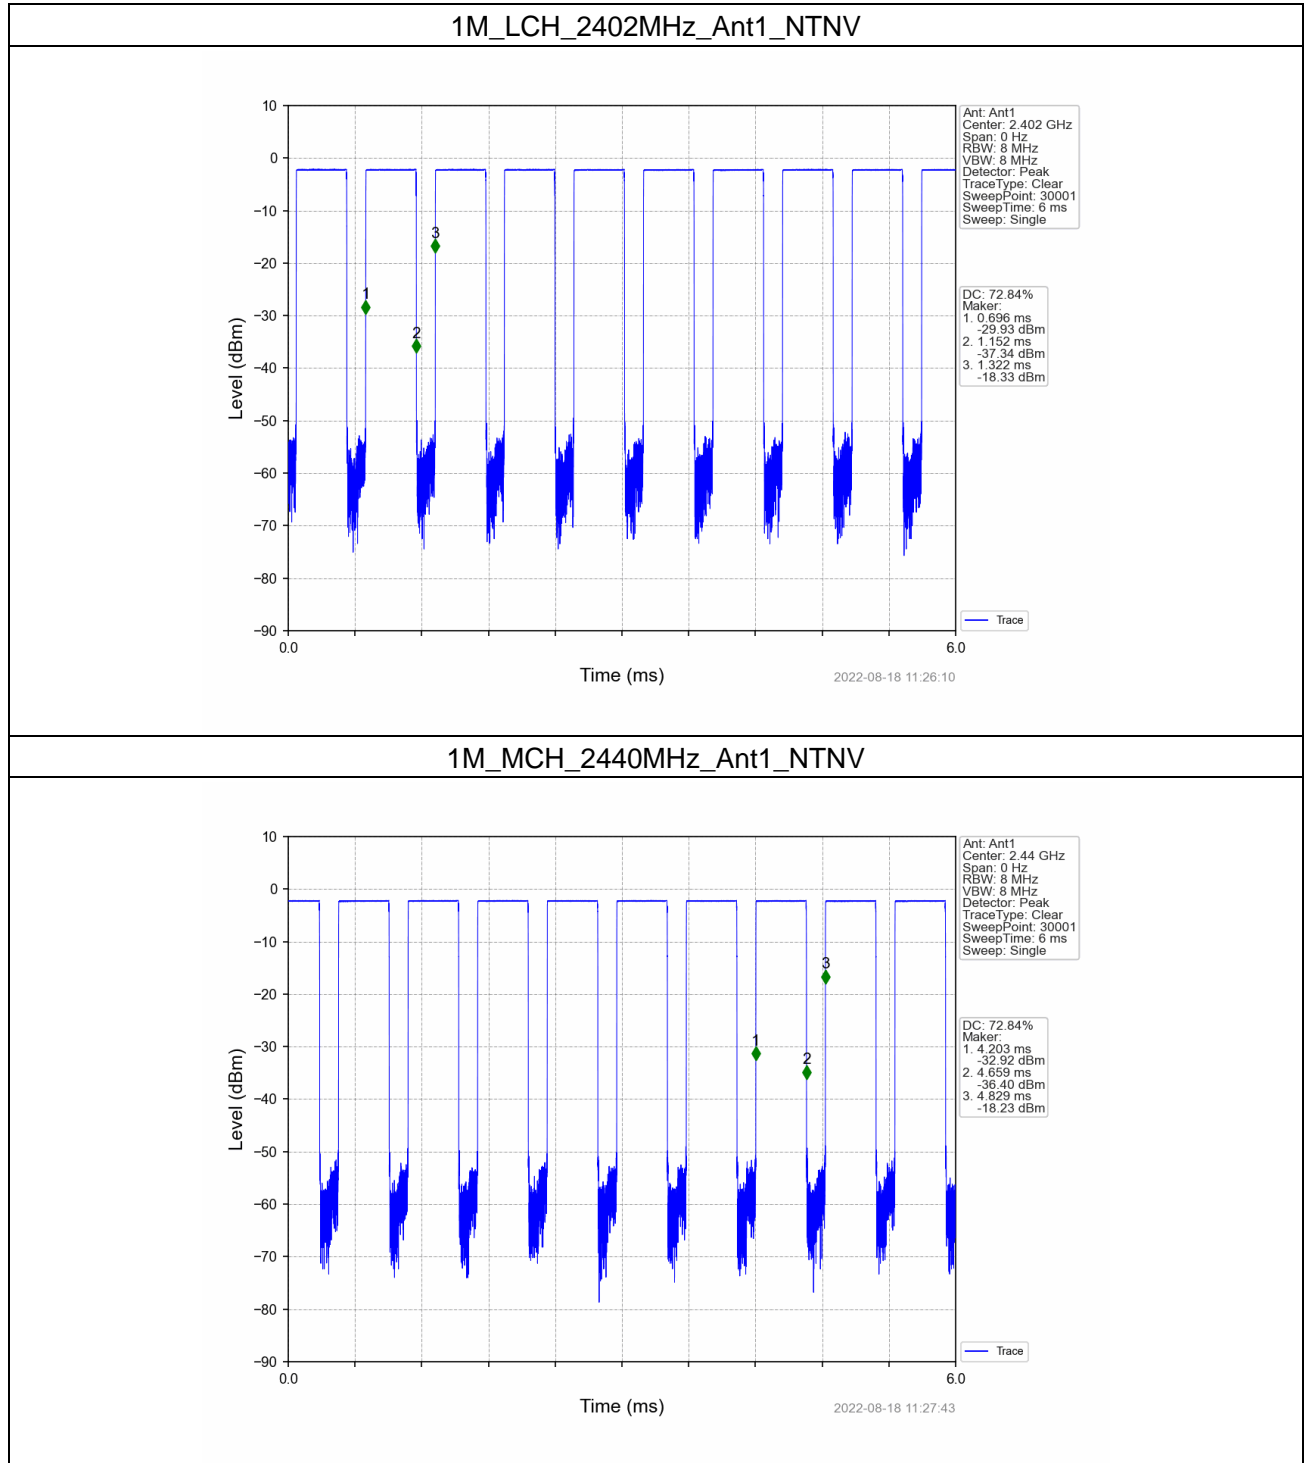 1M_LCH_2402MHz_Ant1_NTNV
10
0
−10
−20
−30
−40
−50
−60
−70
−80
−90
Level (dBm)
1
2
3
Ant: Ant1
Center: 2.402 GHz
Span: 0 Hz
RBW: 8 MHz
VBW: 8 MHz
Detector: Peak
TraceType: Clear
SweepPoint: 30001
SweepTime: 6 ms
Sweep: Single
DC: 72.84%
Maker:
1. 0.696 ms
-29.93 dBm
2. 1.152 ms
-37.34 dBm
3. 1.322 ms
-18.33 dBm
Trace
0.0
6.0
Time (ms)
2022-08-18 11:26:10
1M_MCH_2440MHz_Ant1_NTNV
10
0
−10
−20
−30
−40
−50
−60
−70
−80
−90
Level (dBm)
1
2
3
Ant: Ant1
Center: 2.44 GHz
Span: 0 Hz
RBW: 8 MHz
VBW: 8 MHz
Detector: Peak
TraceType: Clear
SweepPoint: 30001
SweepTime: 6 ms
Sweep: Single
DC: 72.84%
Maker:
1. 4.203 ms
-32.92 dBm
2. 4.659 ms
-36.40 dBm
3. 4.829 ms
-18.23 dBm
Trace
0.0
6.0
Time (ms)
2022-08-18 11:27:43